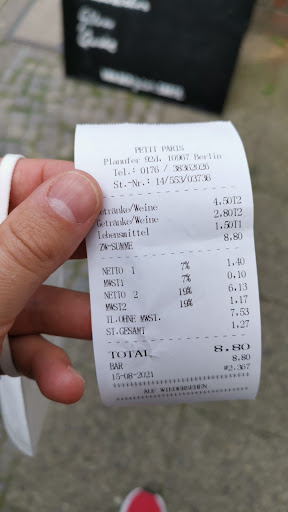 PETIT PARIS
Planufer 92d. 10967 Berlin
Tel.: 0176 / 38362026
St.-Nr.: 14/553/03736
Getränke/Weine 4.50T2
Getränke/Weine 2.80T2
Lebensmittel 1.50T1
ZW-SUMME 8.80
NETTO 1 7% 1.40
MWST1 7% 0.10
NETTO 2 19% 6.13
MWST2 19% 1.17
TL.OHNE MWST. 7.53
ST.GESAMT 1.27
TOTAL 8.80
BAR 8.80
15-08-2021 #2.367
AUF WIEDERSEHEN